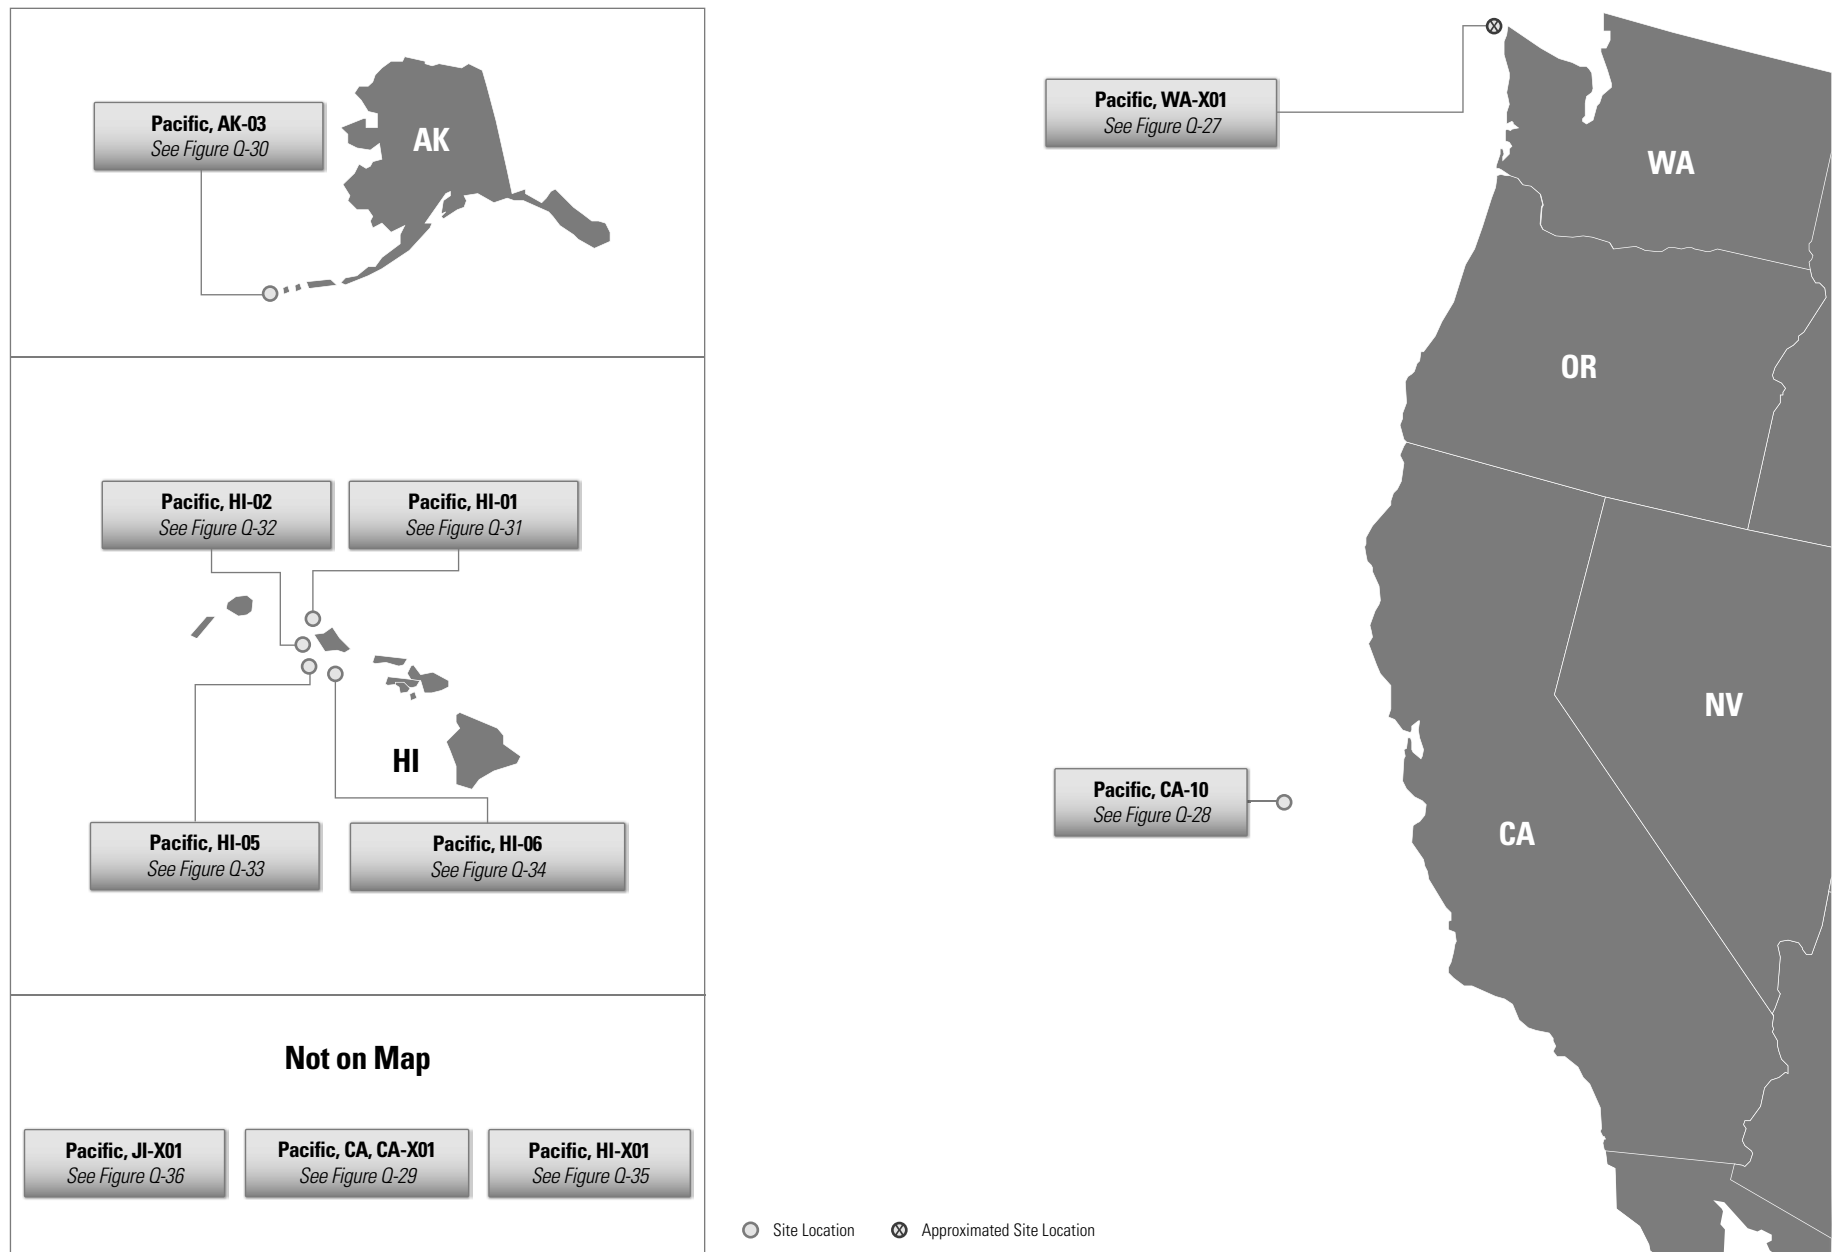 Pacific, AK-03
See Figure Q-30
AK
Pacific, HI-02
See Figure Q-32
Pacific, HI-01
See Figure Q-31
HI
Pacific, HI-05
See Figure Q-33
Pacific, HI-06
See Figure Q-34
Not on Map
Pacific, JI-X01
See Figure Q-36
Pacific, CA, CA-X01
See Figure Q-29
Pacific, HI-X01
See Figure Q-35
Pacific, WA-X01
See Figure Q-27
WA
OR
NV
Pacific, CA-10
See Figure Q-28
CA
Site Location
Approximated Site Location